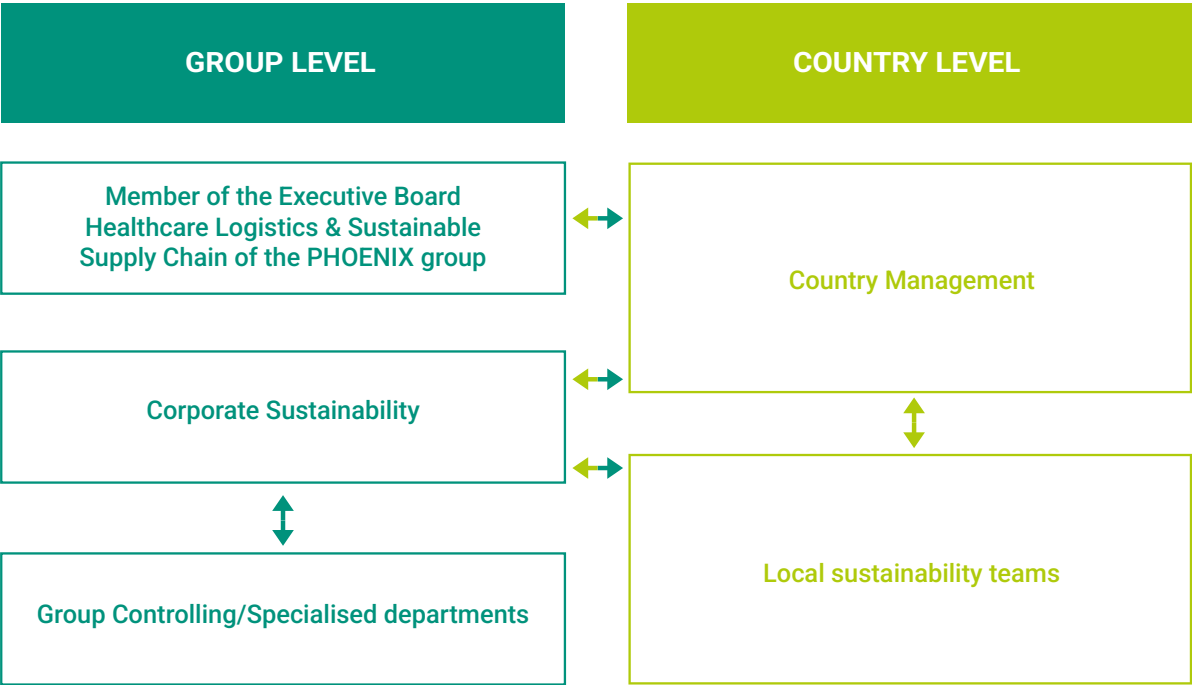 GROUP LEVEL
COUNTRY LEVEL
Member of the Executive Board
Healthcare Logistics & Sustainable
Supply Chain of the PHOENIX group
Country Management
Corporate Sustainability
Local sustainability teams
Group Controlling/Specialised departments